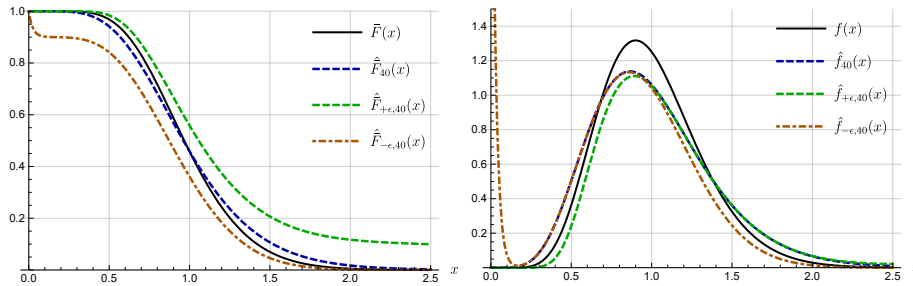 1.0
0.8
0.6
0.4
0.2
0.0 0.5 1.0 1.5 2.0 2.5
x
F̄(x)
F̄̂₄₀(x)
F̄̂₊ϵ,₄₀(x)
F̄̂₋ϵ,₄₀(x)
1.4
1.2
1.0
0.8
0.6
0.4
0.2
0.0 0.5 1.0 1.5 2.0 2.5
f(x)
f̂₄₀(x)
f̂₊ϵ,₄₀(x)
f̂₋ϵ,₄₀(x)